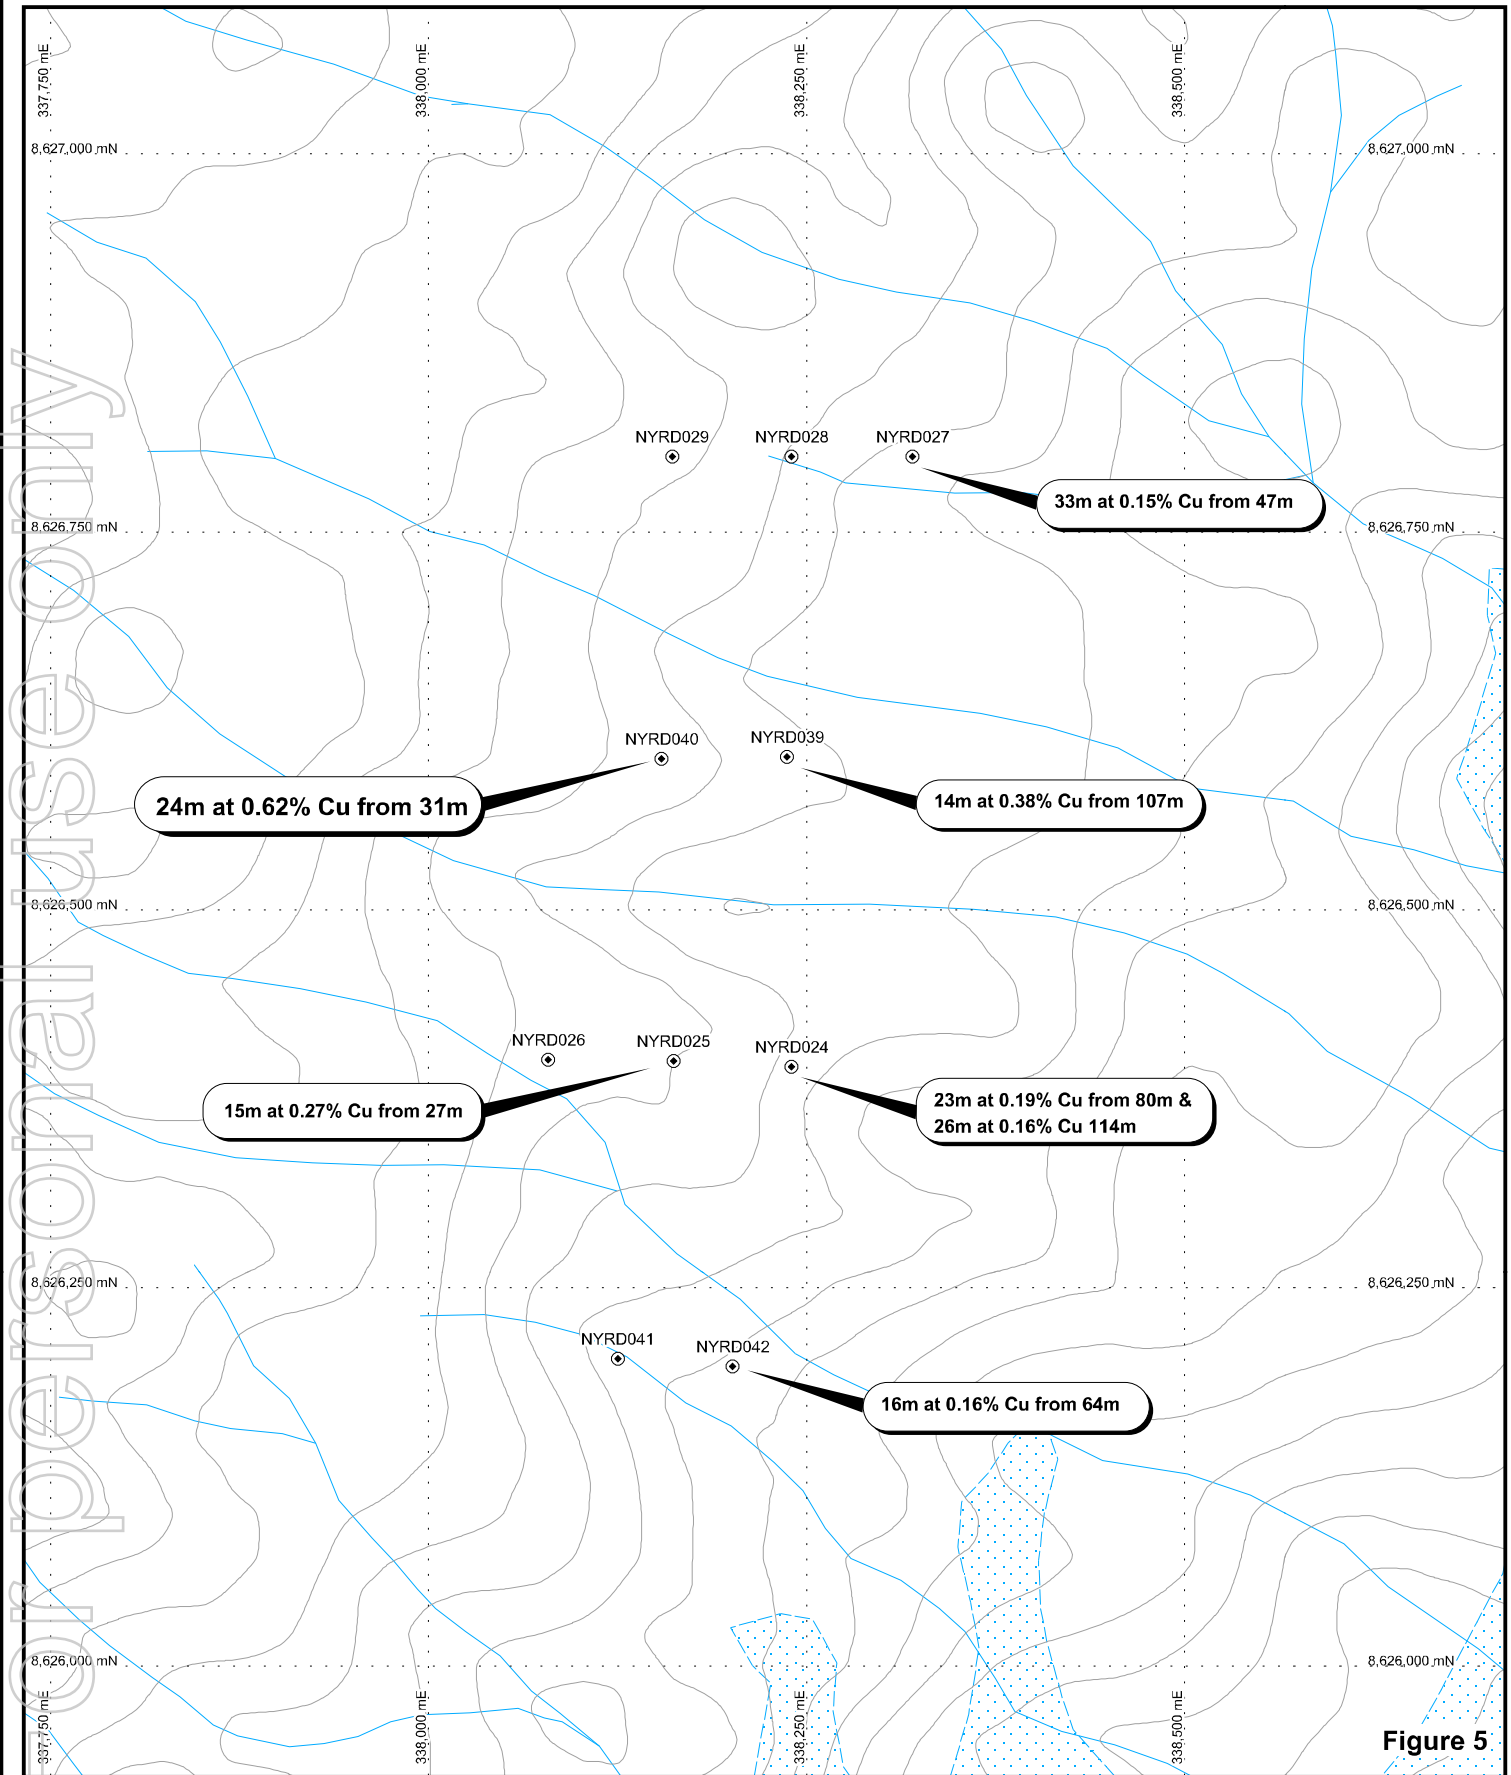 337,750 mE
338,000 mE
338,250 mE
338,500 mE
8,627,000 mN
8,627,000 mN
NYRD029
NYRD028
NYRD027
33m at 0.15% Cu from 47m
8,626,750 mN
8,626,750 mN
NYRD040
NYRD039
24m at 0.62% Cu from 31m
14m at 0.38% Cu from 107m
8,626,500 mN
8,626,500 mN
NYRD026
NYRD025
NYRD024
15m at 0.27% Cu from 27m
23m at 0.19% Cu from 80m &
26m at 0.16% Cu 114m
8,626,250 mN
8,626,250 mN
NYRD041
NYRD042
16m at 0.16% Cu from 64m
8,626,000 mN
8,626,000 mN
337,750 mE
338,000 mE
338,250 mE
338,500 mE
Figure 5
For personal use only